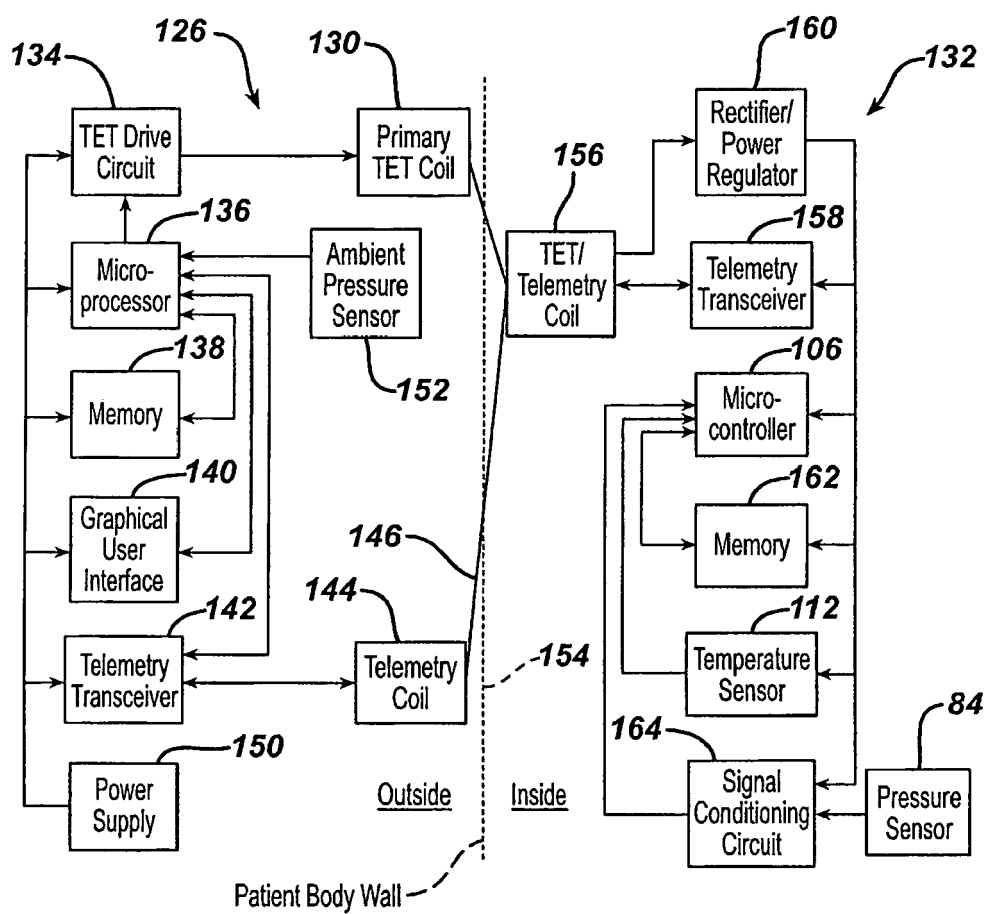 126
130
160
132
134
TET Drive
Circuit
Primary
TET Coil
Rectifier/
Power
Regulator
156
136
158
Micro-
processor
Ambient
Pressure
Sensor
TET/
Telemetry
Coil
Telemetry
Transceiver
138
152
106
Memory
Micro-
controller
140
162
Graphical
User
Interface
146
Memory
144
142
112
Telemetry
Transceiver
Telemetry
Coil
154
Temperature
Sensor
150
164
84
Power
Supply
Outside
Inside
Signal
Conditioning
Circuit
Pressure
Sensor
Patient Body Wall